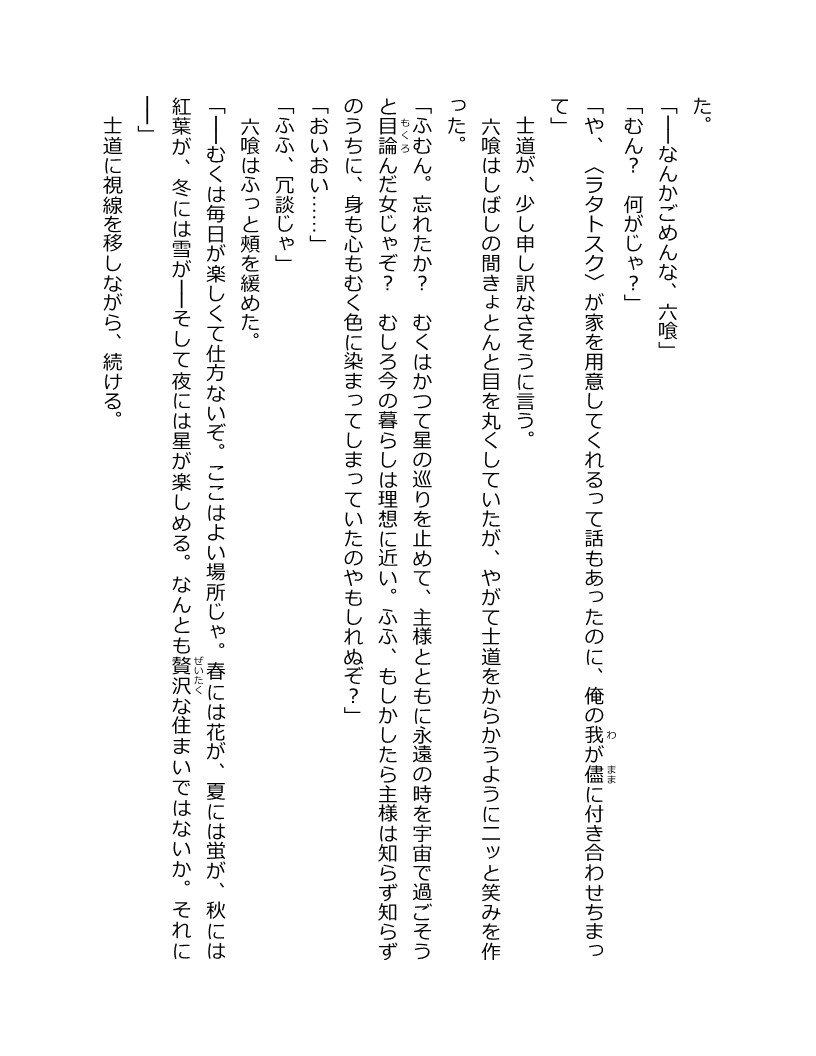 た。
「――なんかごめんな、六喰」
「むん？　何がじゃ？」
「や、〈ラタトスク〉が家を用意してくれるって話もあったのに、俺の我が儘に付き合わせちまっ
て」
　士道が、少し申し訳なさそうに言う。
　六喰はしばしの間きょとんと目を丸くしていたが、やがて士道をからかうようにニッと笑みを作
った。
「ふむん。忘れたか？　むくはかつて星の巡りを止めて、主様とともに永遠の時を宇宙で過ごそう
と目論んだ女じゃぞ？　むしろ今の暮らしは理想に近い。ふふ、もしかしたら主様は知らず知らず
のうちに、身も心もむく色に染まってしまっていたのやもしれぬぞ？」
「おいおい……」
「ふふ、冗談じゃ」
　六喰はふっと頰を緩めた。
「――むくは毎日が楽しくて仕方ないぞ。ここはよい場所じゃ。春には花が、夏には蛍が、秋には
紅葉が、冬には雪が――そして夜には星が楽しめる。なんとも贅沢な住まいではないか。それに
――」
　士道に視線を移しながら、続ける。